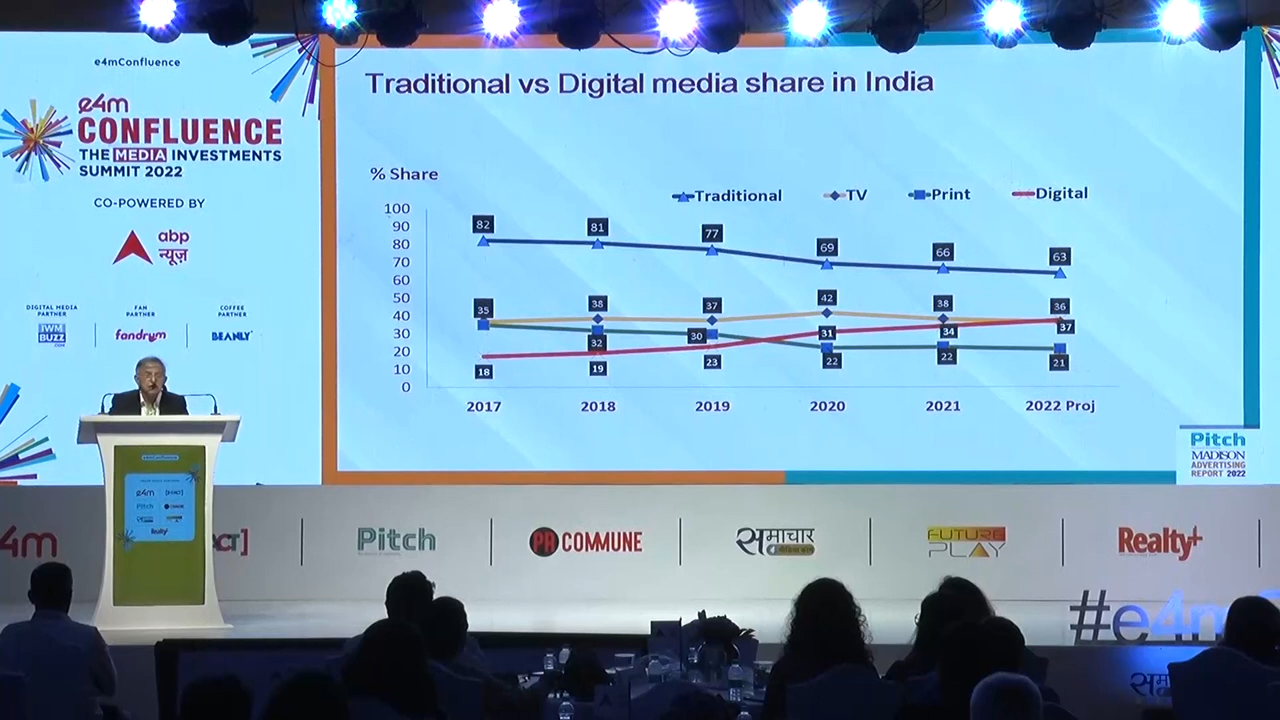 e4mConfluence
e4m
CONFLUENCE
THE MEDIA INVESTMENTS
SUMMIT 2022
CO-POWERED BY
abp
न्यूज़
DIGITAL MEDIA
PARTNER
IWM
BUZZ
.COM
FAN
PARTNER
fandrum
COFFEE
PARTNER
BEANLY
Traditional vs Digital media share in India
% Share
Traditional TV Print Digital
100
90
80
70
60
50
40
30
20
10
0
82 81 77 69 66 63
35 38 37 42 38 36
32 30 31 34 37
18 19 23 22 22 21
2017 2018 2019 2020 2021 2022 Proj
Pitch
MADISON
ADVERTISING
REPORT 2022
e4m
Pitch
Realty+
4m
Pitch
PR COMMUNE
समाचार
FUTURE
PLAY
Realty+
#e4m